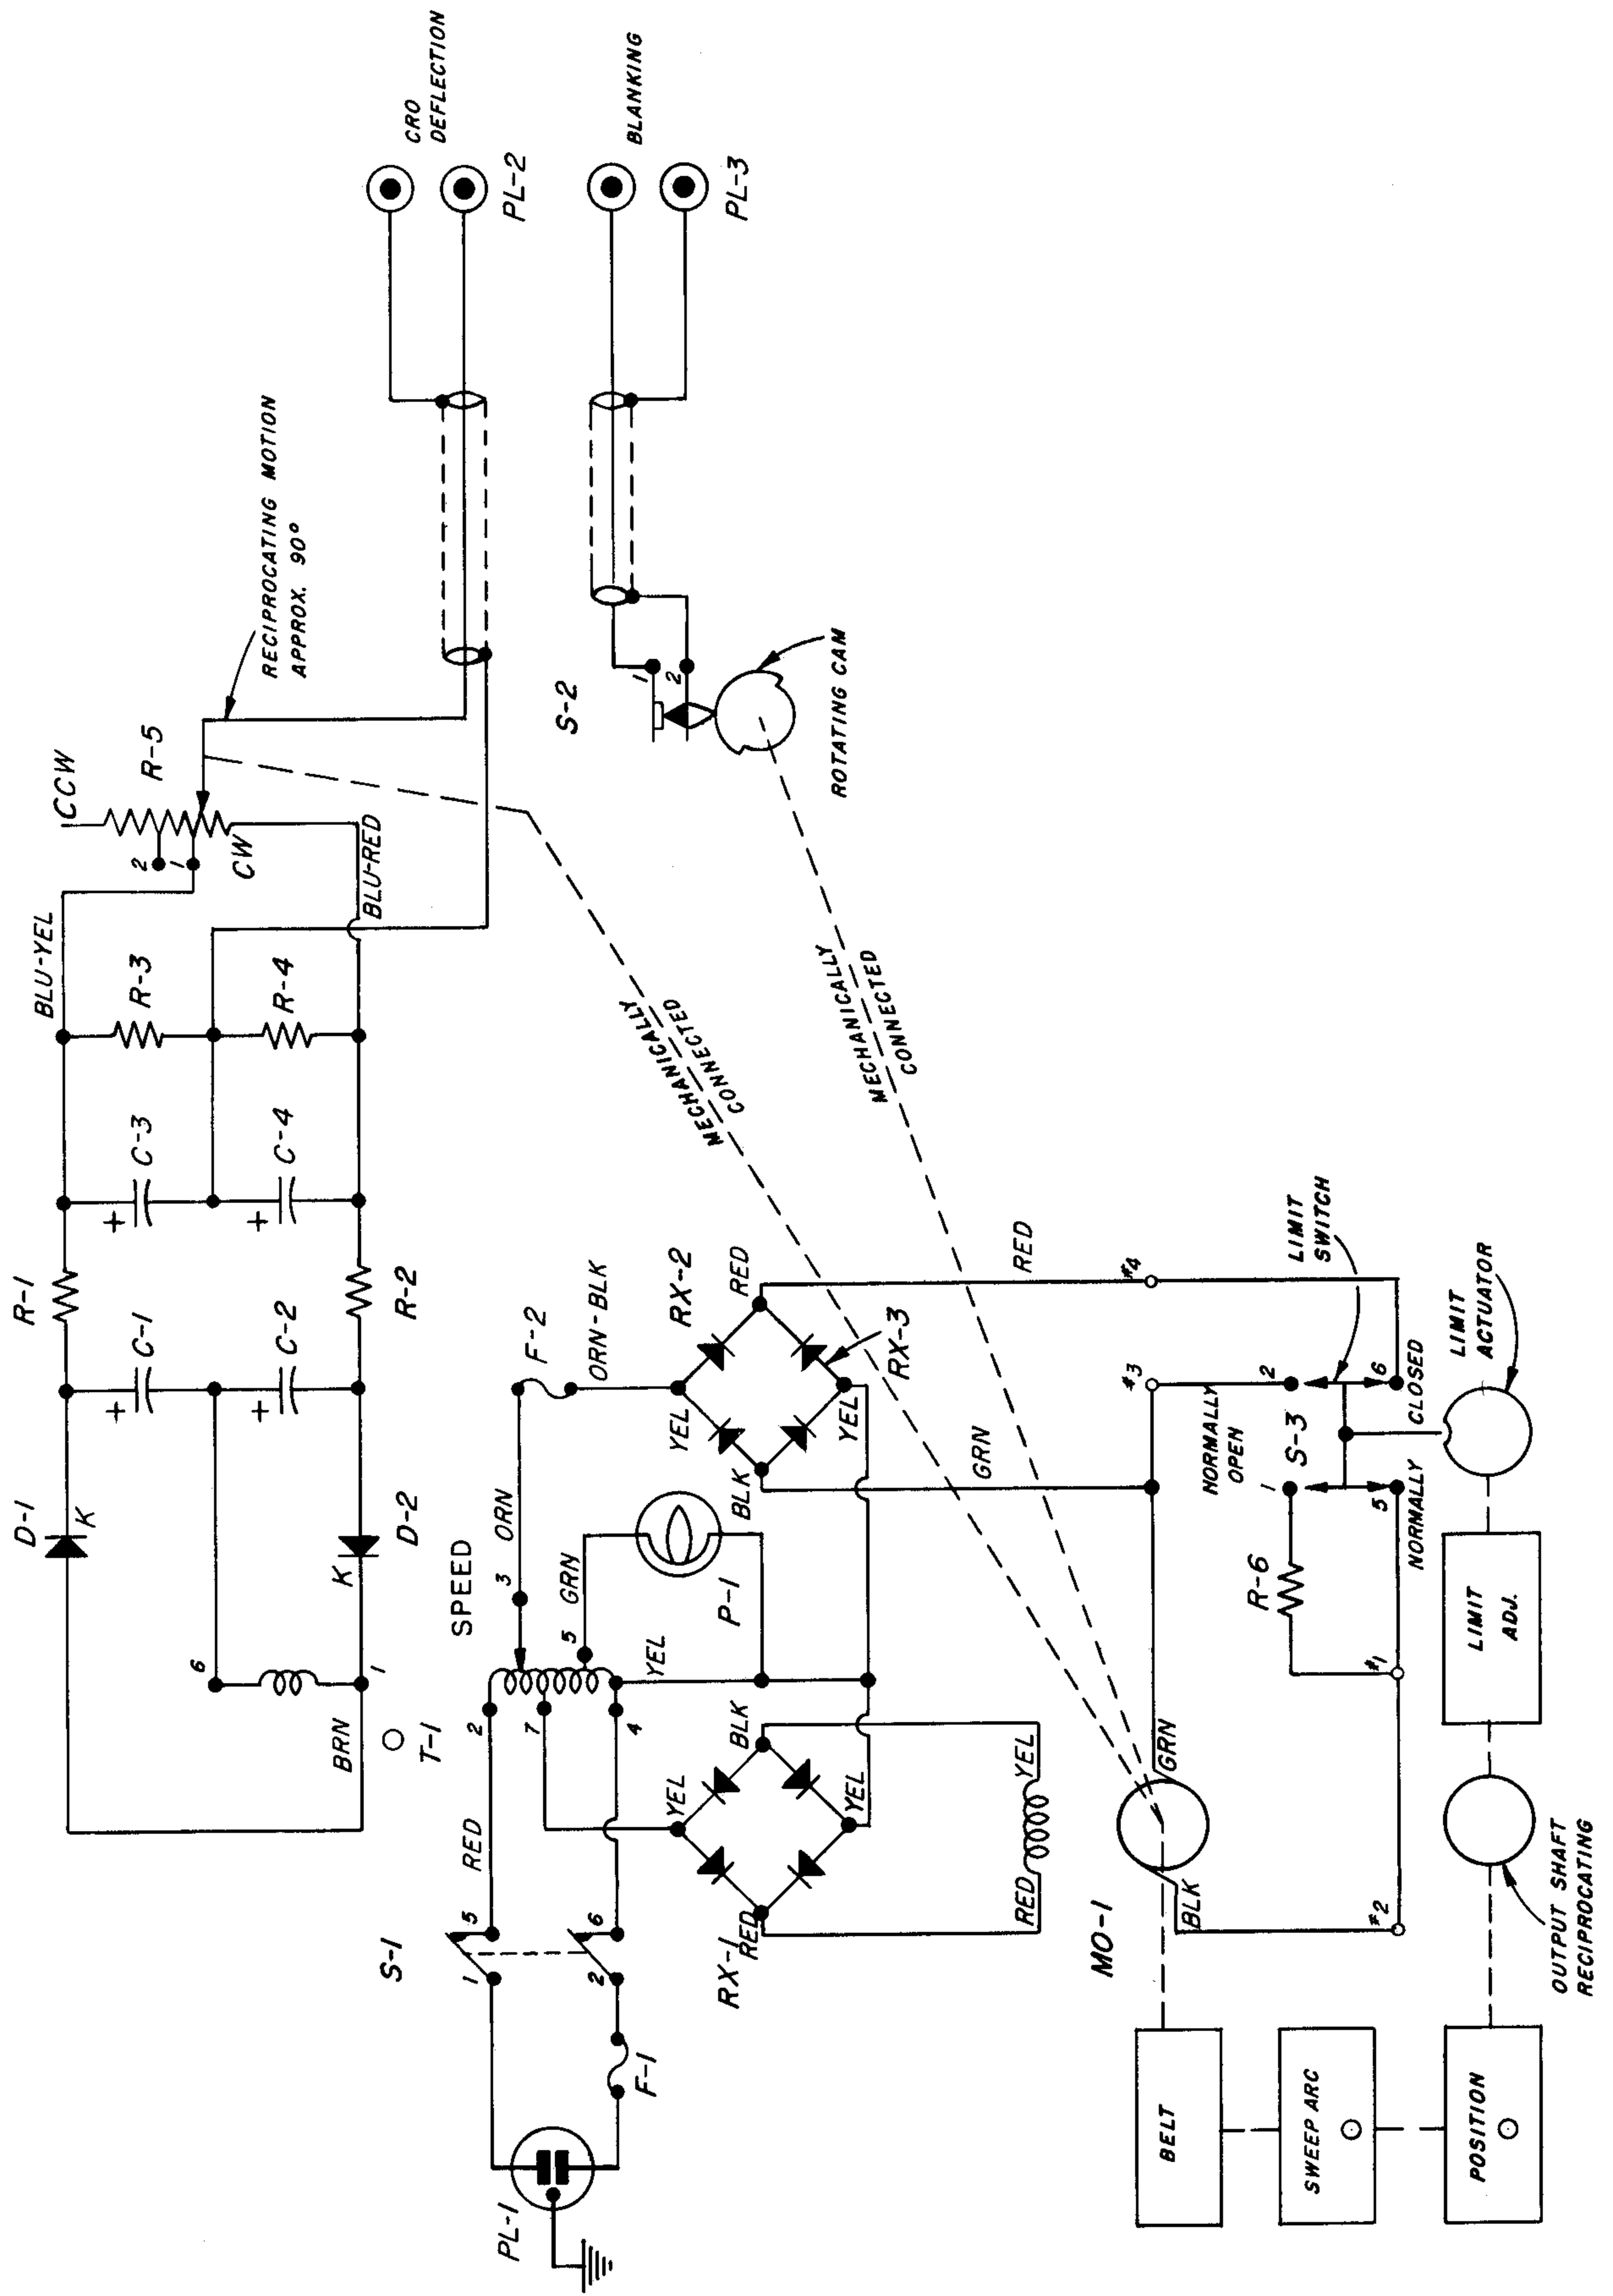 PL-1
F-1
S-1
1
5
2
6
RED
BRN
T-1
2
7
4
SPEED
3
ORN
5
GRN
YEL
P-1
6
1
D-1
K
D-2
K
R-1
C-1
+
C-2
+
R-2
C-3
+
C-4
+
R-3
R-4
BLU-YEL
BLU-RED
CCW
R-5
2
1
CW
RECIPROCATING MOTION
APPROX. 90°
CRO
DEFLECTION
PL-2
BLANKING
PL-3
S-2
1
2
ROTATING CAM
MECHANICALLY
CONNECTED
MECHANICALLY
CONNECTED
F-2
ORN-BLK
RX-2
RED
YEL
YEL
BLK
RX-3
RED
GRN
RX-1
RED
YEL
BLK
YEL
RED
YEL
MO-1
BLK
GRN
#3
#4
NORMALLY
OPEN
LIMIT
SWITCH
S-3
1
2
5
6
NORMALLY
CLOSED
R-6
#1
#2
LIMIT
ACTUATOR
LIMIT
ADJ.
OUTPUT SHAFT
RECIPROCATING
BELT
SWEEP ARC
POSITION